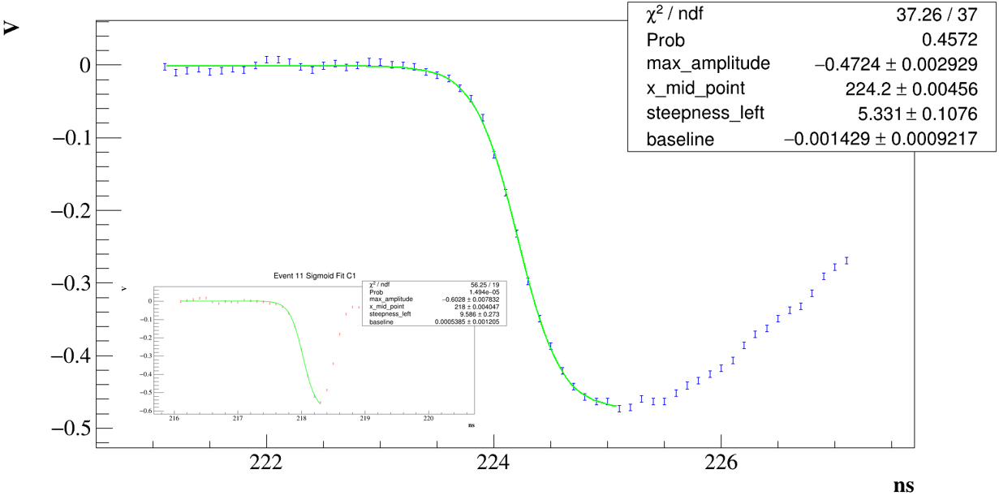 V
χ² / ndf 37.26 / 37
Prob 0.4572
max_amplitude −0.4724 ± 0.002929
x_mid_point 224.2 ± 0.00456
steepness_left 5.331 ± 0.1076
baseline −0.001429 ± 0.0009217
0
−0.1
−0.2
−0.3
−0.4
−0.5
222 224 226
ns
Event 11 Sigmoid Fit C1
V
χ² / ndf 56.25 / 19
Prob 1.494e−05
max_amplitude −0.6028 ± 0.007832
x_mid_point 218 ± 0.004047
steepness_left 9.586 ± 0.273
baseline 0.0005385 ± 0.001205
0
−0.1
−0.2
−0.3
−0.4
−0.5
−0.6
216 217 218 219 220
ns